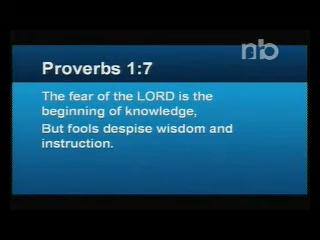 nb
Proverbs 1:7
The fear of the LORD is the
beginning of knowledge,
But fools despise wisdom and
instruction.